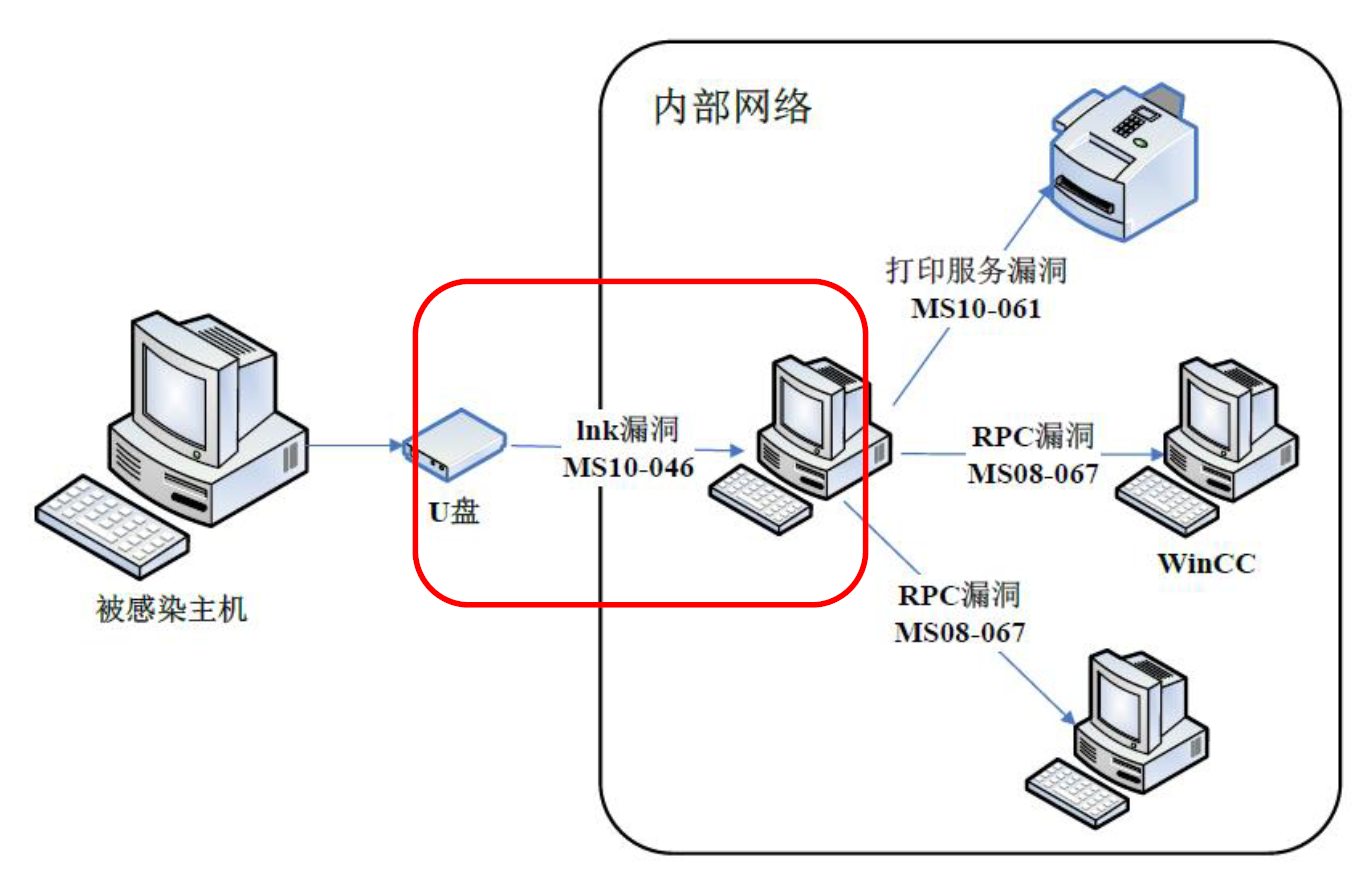 内部网络
打印服务漏洞
MS10-061
lnk漏洞
MS10-046
RPC漏洞
MS08-067
U盘
WinCC
被感染主机
RPC漏洞
MS08-067